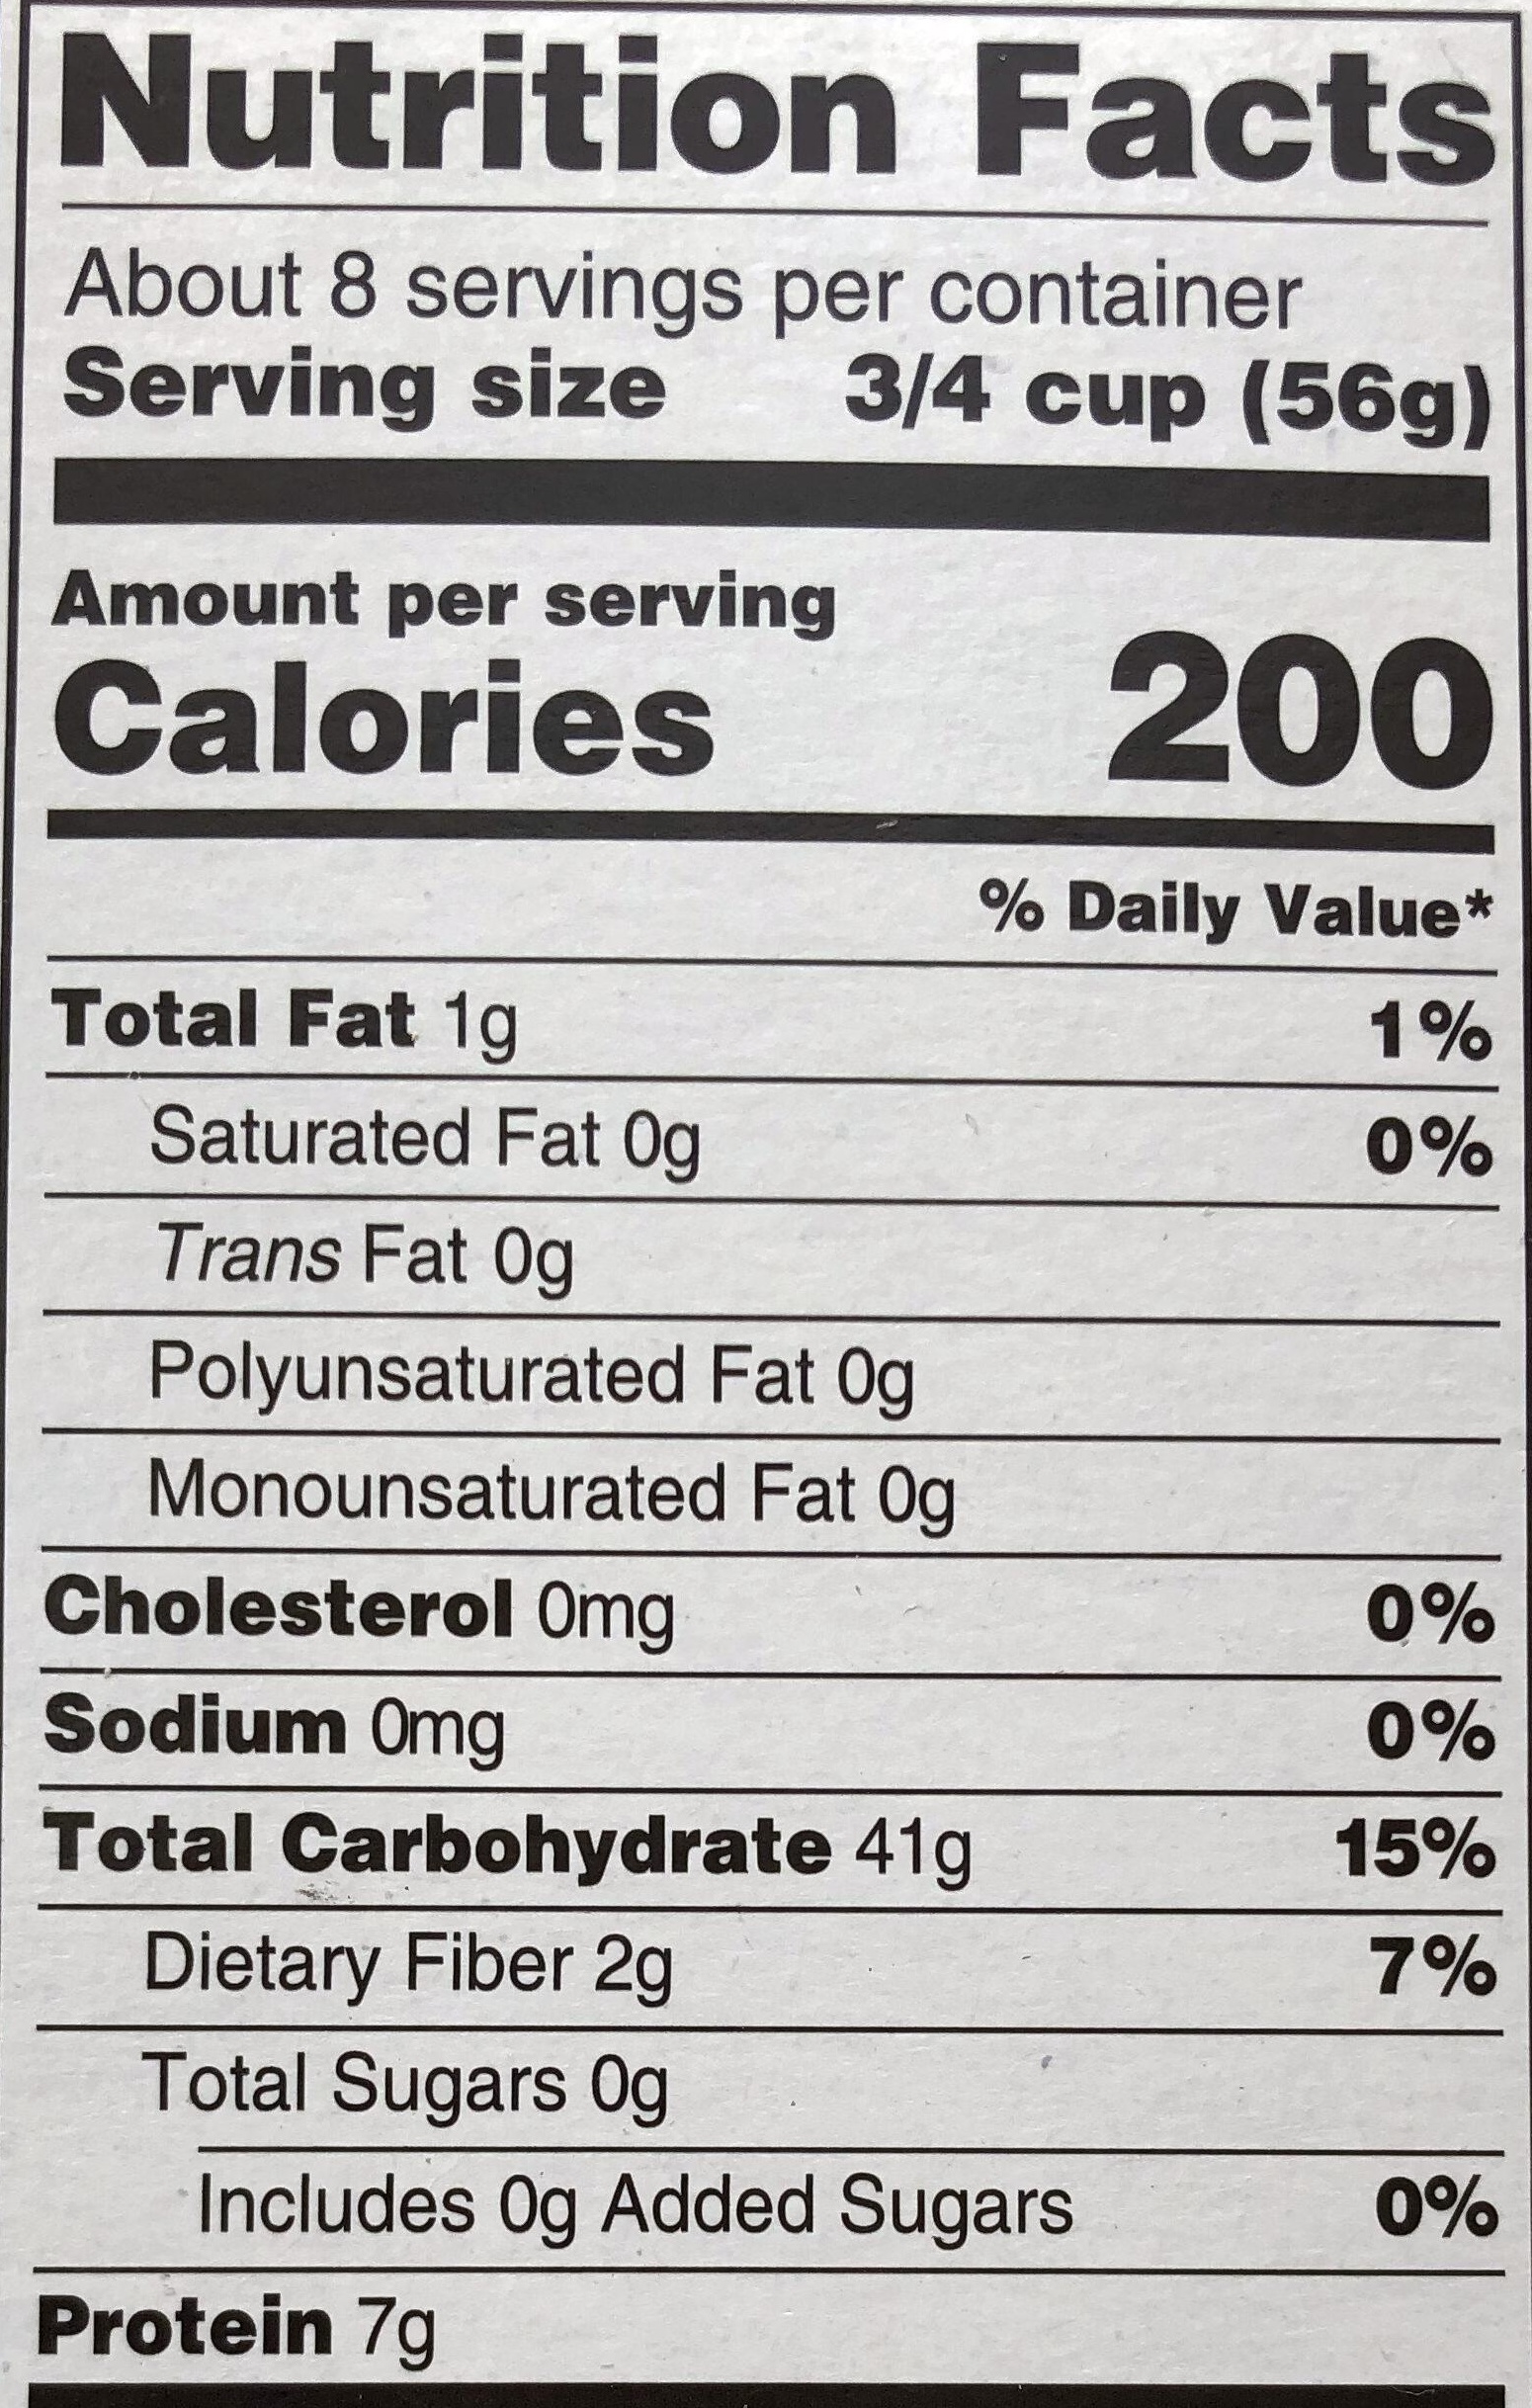 Nutrition Facts
About 8 servings per container
Serving size 3/4 cup (56g)
Amount per serving
Calories 200
% Daily Value*
Total Fat 1g 1%
Saturated Fat 0g 0%
Trans Fat 0g
Polyunsaturated Fat 0g
Monounsaturated Fat 0g
Cholesterol 0mg 0%
Sodium 0mg 0%
Total Carbohydrate 41g 15%
Dietary Fiber 2g 7%
Total Sugars 0g
Includes 0g Added Sugars 0%
Protein 7g